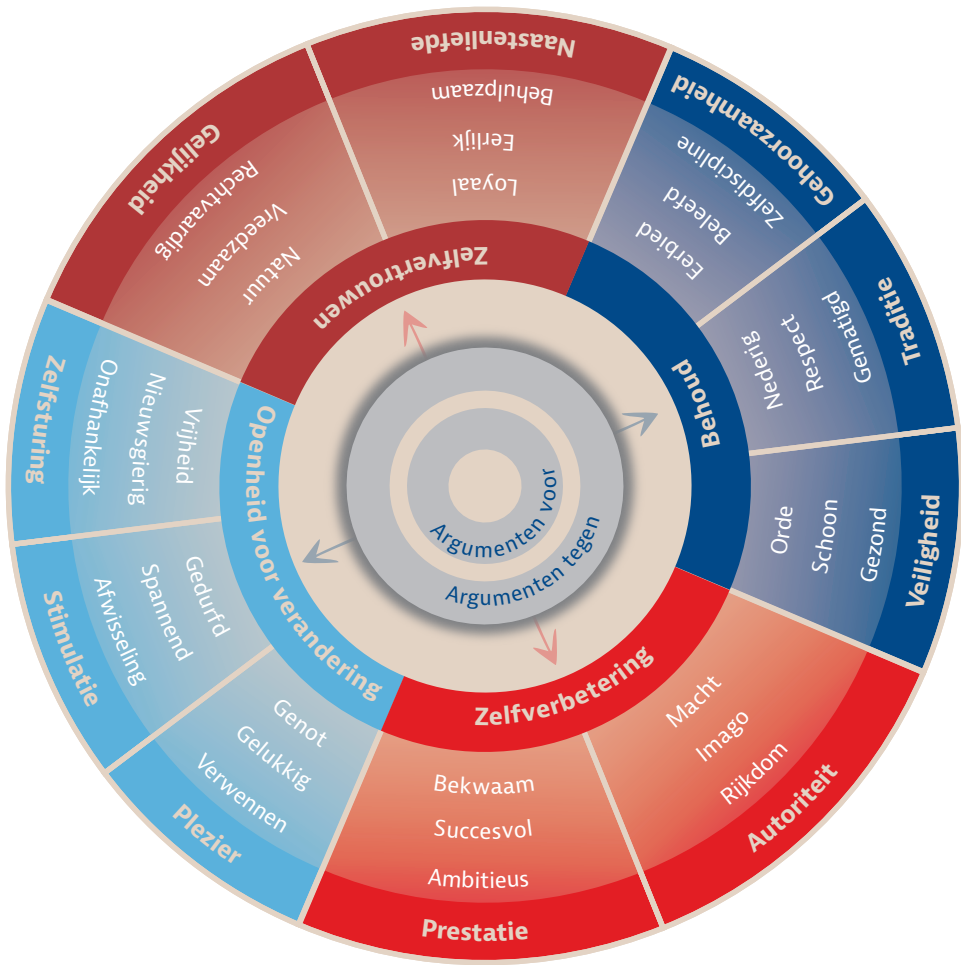 Naastenliefde
Behulpzaam
Eerlijk
Loyaal
Gehoorzaamheid
Zelfdiscipline
Beleefd
Eerbied
Traditie
Gematigd
Respect
Nederig
Veiligheid
Gezond
Schoon
Orde
Autoriteit
Rijkdom
Imago
Macht
Prestatie
Ambitieus
Succesvol
Bekwaam
Plezier
Verwennen
Gelukkig
Genot
Stimulatie
Afwisseling
Spannend
Gedurfd
Zelfsturing
Onafhankelijk
Nieuwsgierig
Vrijheid
Gelijkheid
Rechtvaardig
Vreedzaam
Natuur
Zelfvertrouwen
Behoud
Zelfverbetering
Openheid voor verandering
Argumenten voor
Argumenten tegen